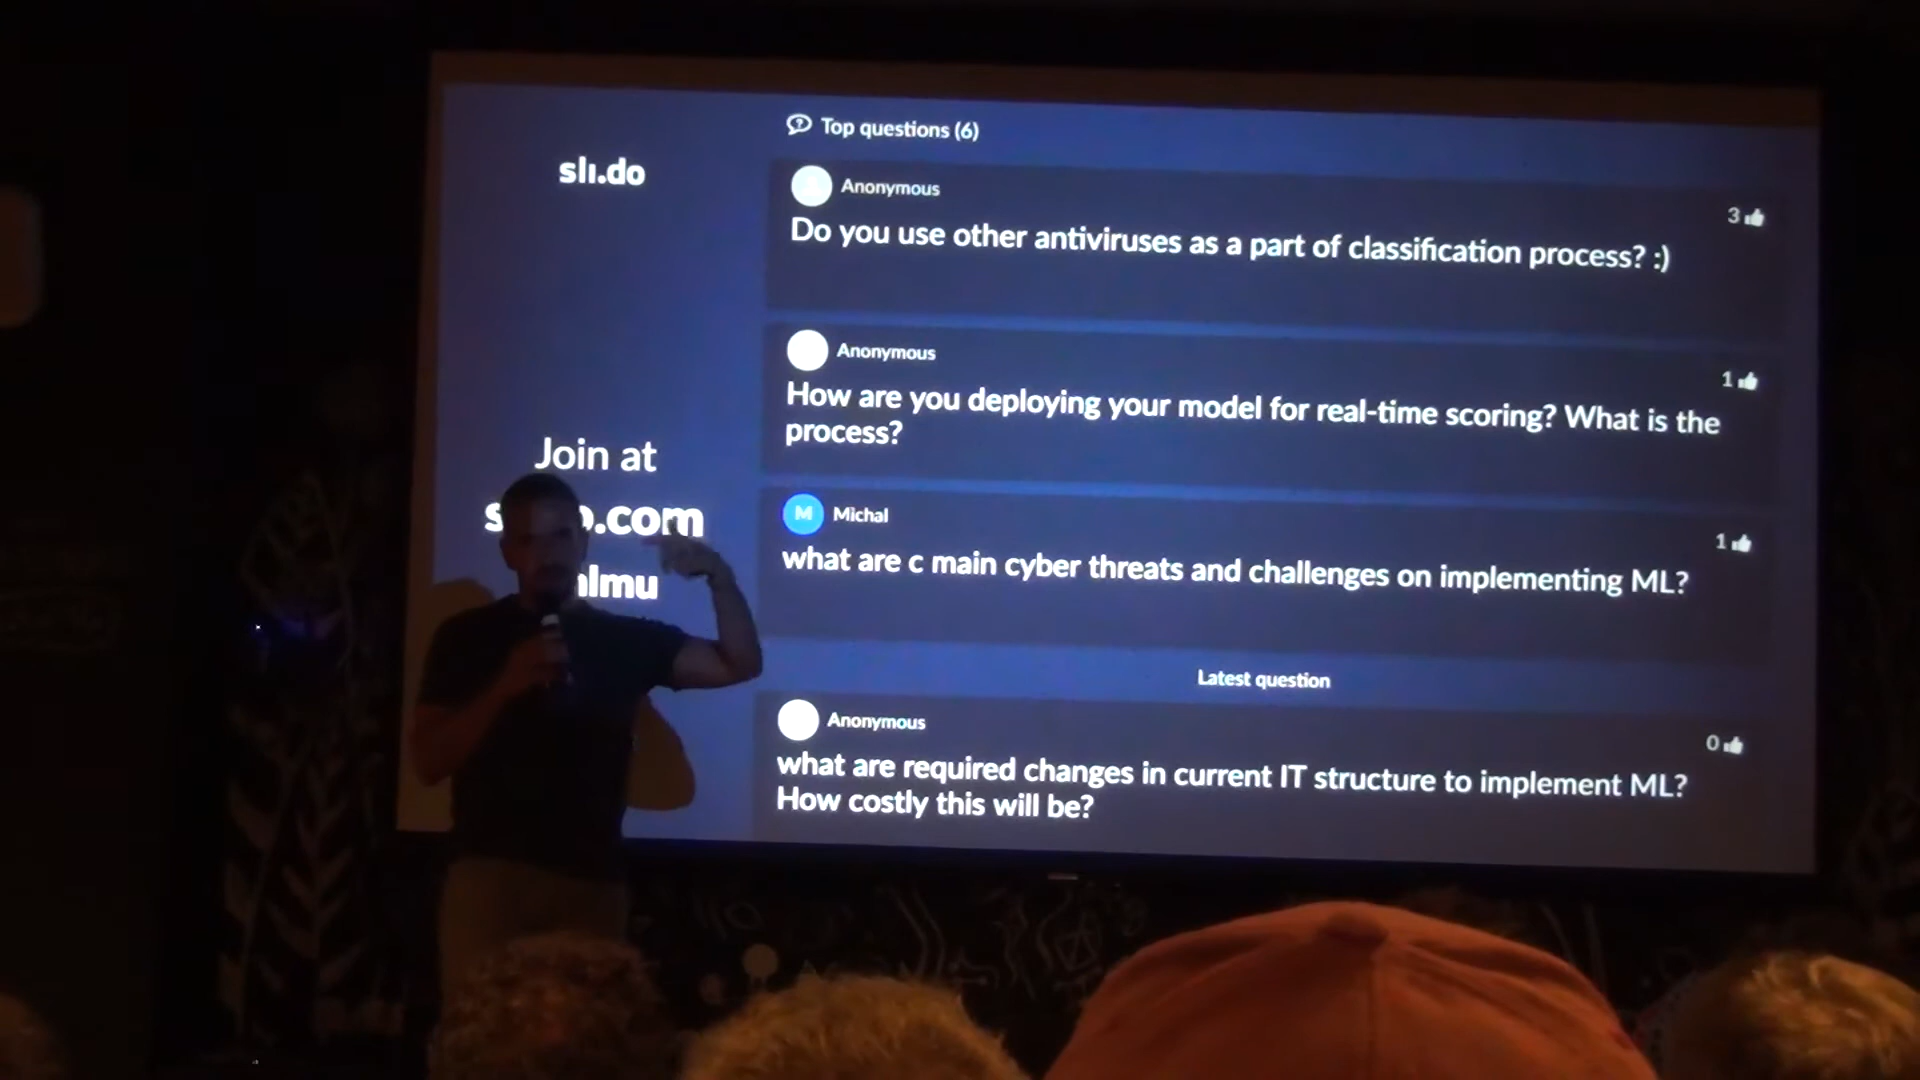 sli.do
Join at
.com
lmu
Top questions (6)
Anonymous
3
Do you use other antiviruses as a part of classification process? :)
Anonymous
1
How are you deploying your model for real-time scoring? What is the
process?
M Michal
1
what are c main cyber threats and challenges on implementing ML?
Latest question
Anonymous
0
what are required changes in current IT structure to implement ML?
How costly this will be?